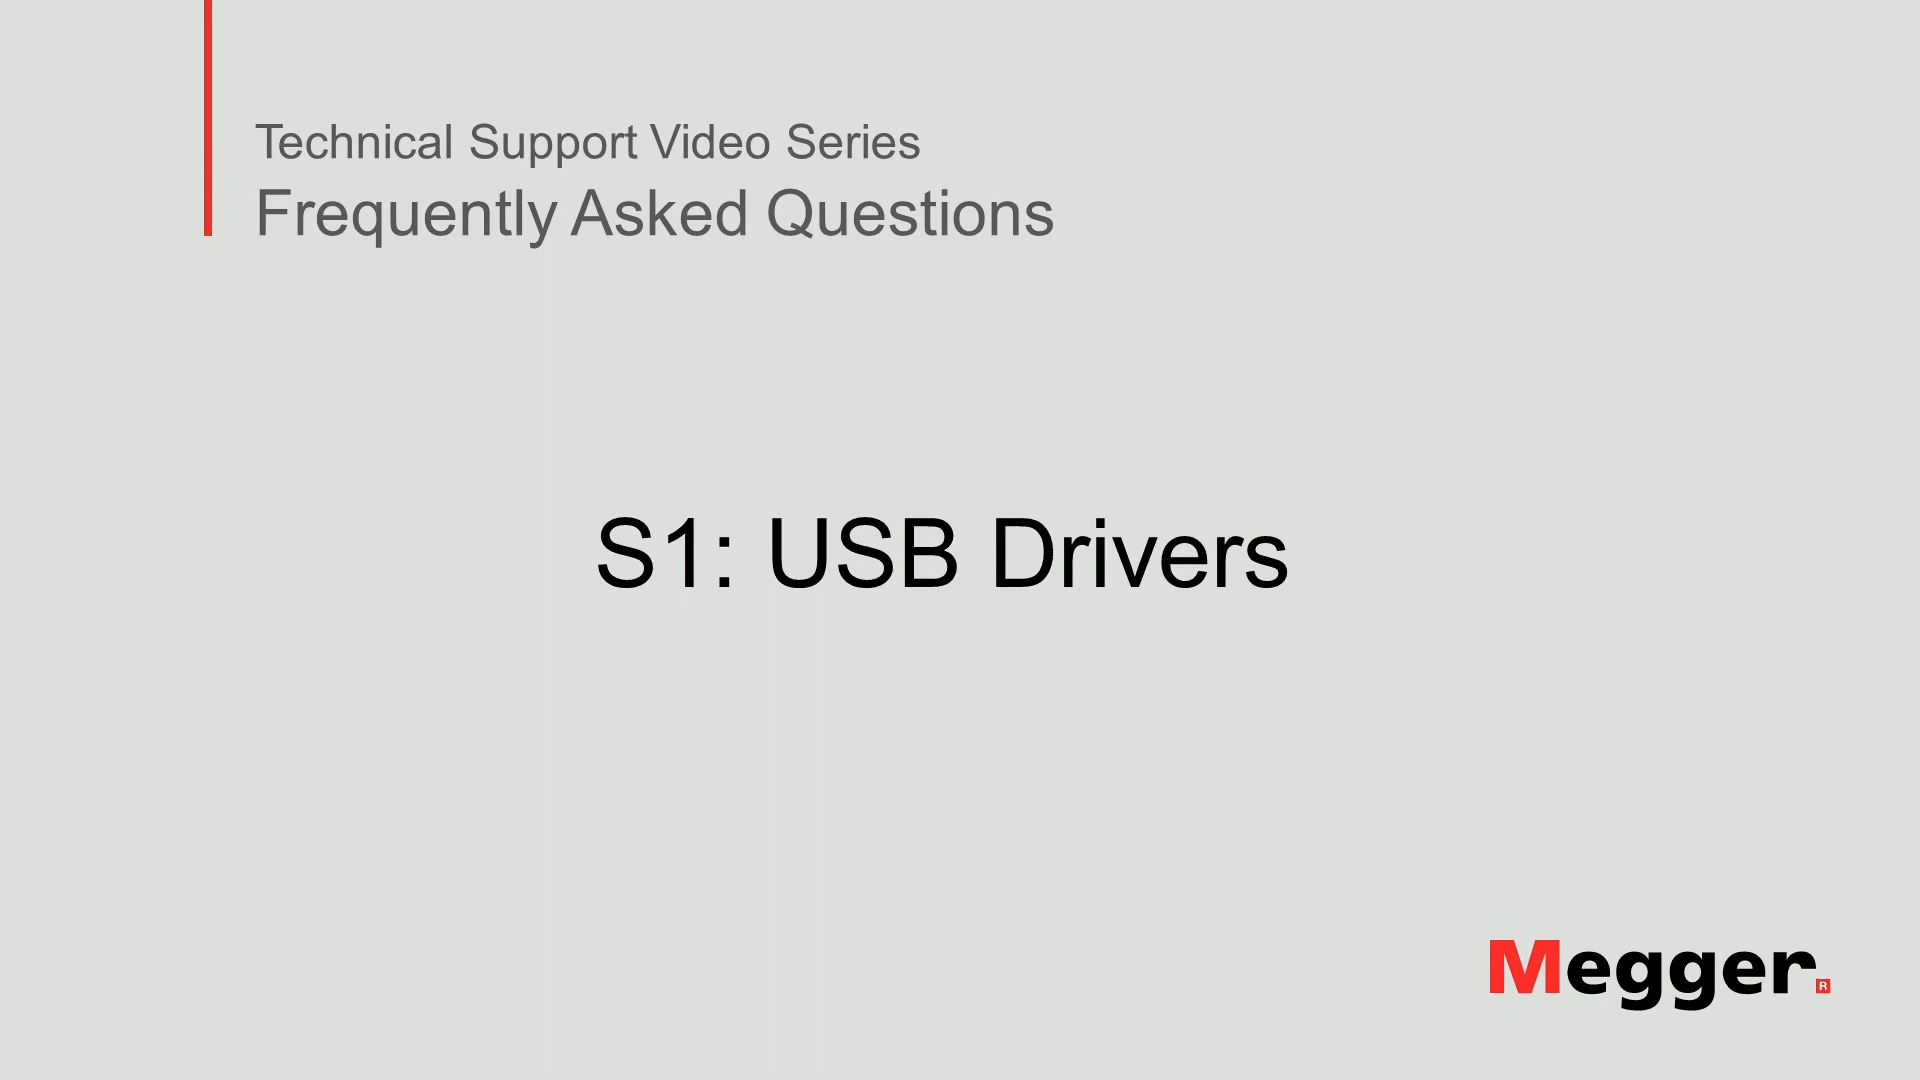 Technical Support Video Series
Frequently Asked Questions
S1: USB Drivers
Megger®